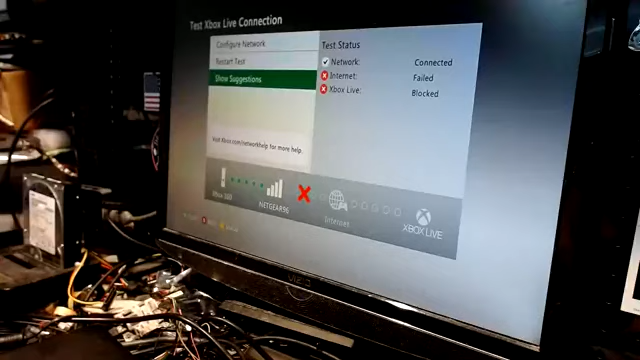 Test Xbox Live Connection
Configure Network
Restart Test
Show Suggestions
Visit Xbox.com/networkhelp for more help.
Test Status
Network: Connected
Internet: Failed
Xbox Live: Blocked
Xbox 360
NETGEAR96
Internet
XBOX LIVE
VIZIO